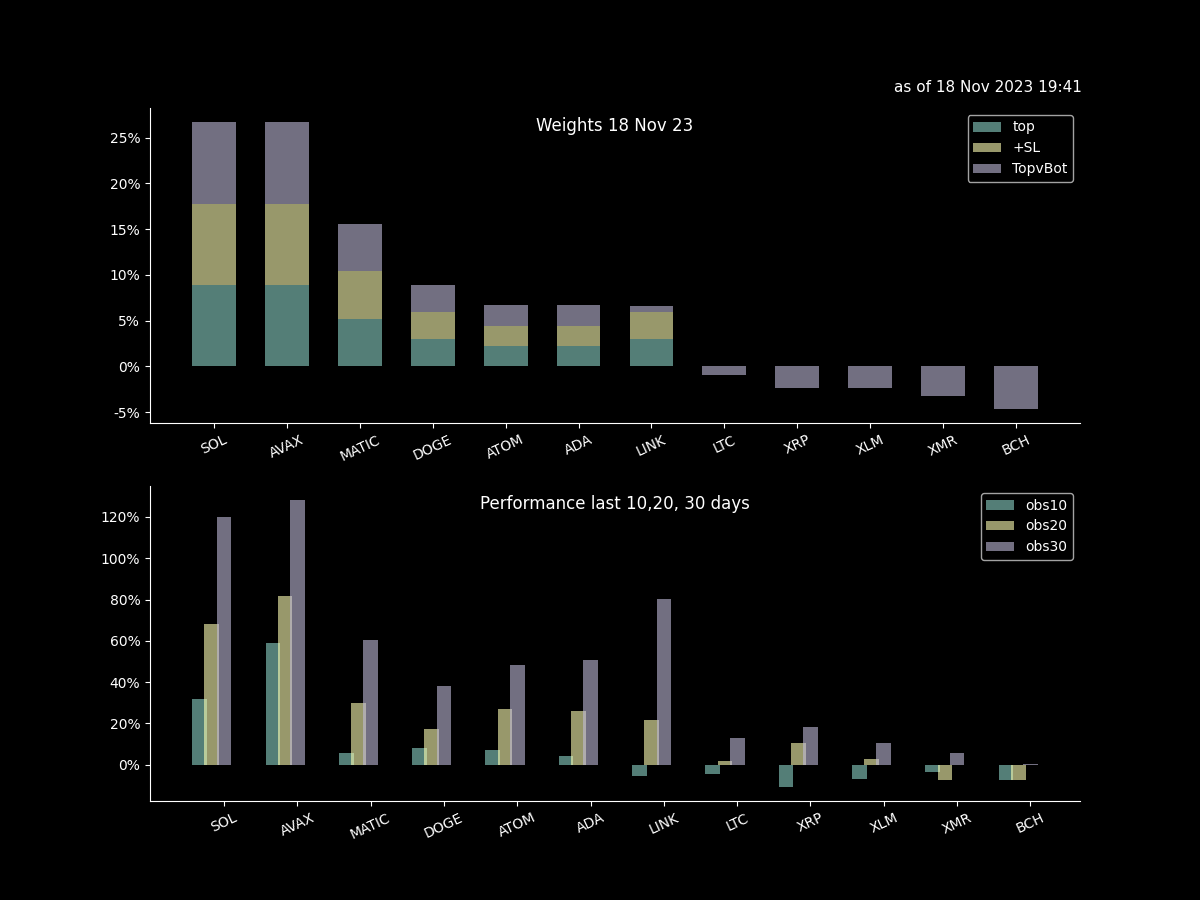 as of 18 Nov 2023 19:41
Weights 18 Nov 23
top
+SL
TopvBot
25%
20%
15%
10%
5%
0%
-5%
SOL AVAX MATIC DOGE ATOM ADA LINK LTC XRP XLM XMR BCH
Performance last 10,20, 30 days
obs10
obs20
obs30
120%
100%
80%
60%
40%
20%
0%
SOL AVAX MATIC DOGE ATOM ADA LINK LTC XRP XLM XMR BCH